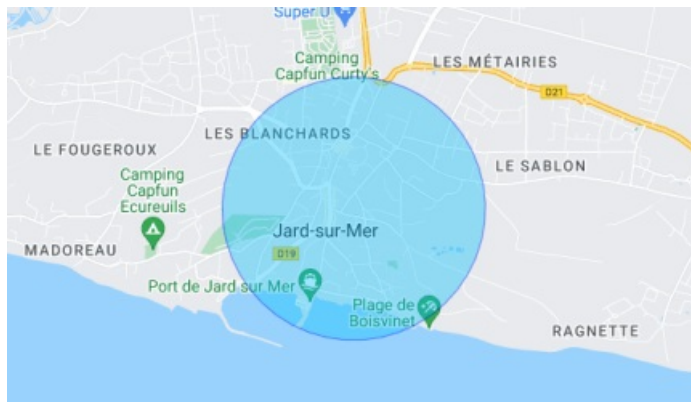 Super U
Camping
Capfun Curty's
LES MÉTAIRIES
D21
LES BLANCHARDS
LE FOUGEROUX
LE SABLON
Camping
Capfun
Ecureuils
Jard-sur-Mer
MADOREAU
D19
Port de Jard sur Mer
Plage de
Boisvinet
RAGNETTE